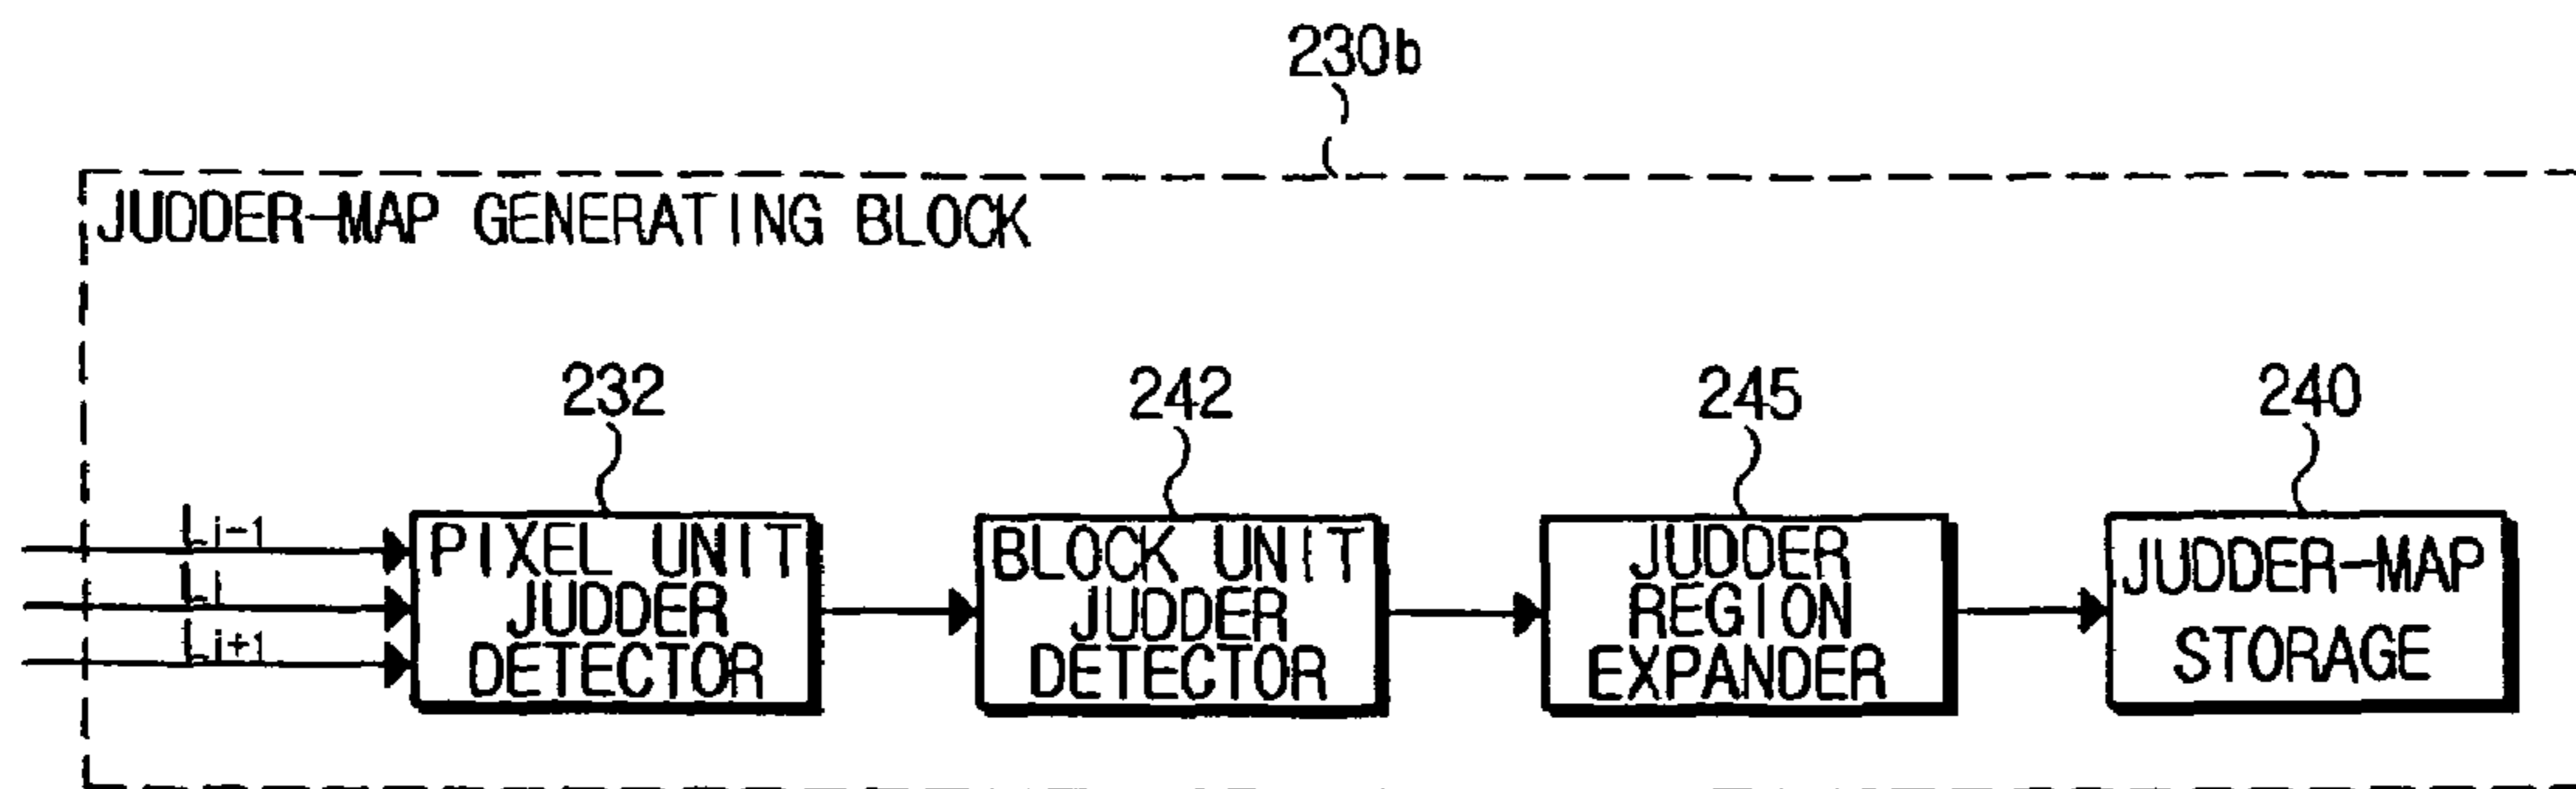 230b
JUDDER-MAP GENERATING BLOCK
232
242
245
240
Li-1
Li
Li+1
PIXEL UNIT
JUDDER
DETECTOR
BLOCK UNIT
JUDDER
DETECTOR
JUDDER
REGION
EXPANDER
JUDDER-MAP
STORAGE